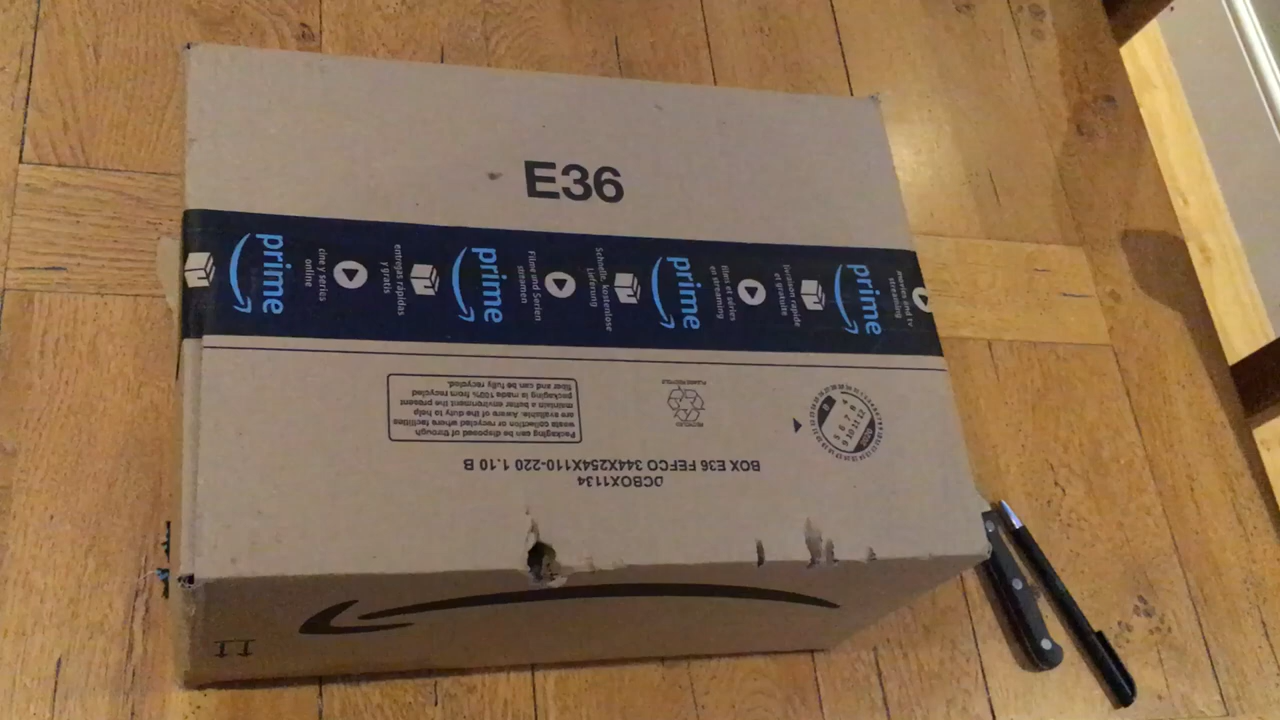 E36
prime
cine y series
online
entregas rápidas
y gratis
prime
Filme und Serien
streamen
Schnelle, kostenlose
Lieferung
prime
films et séries
en streaming
livraison rapide
et gratuite
prime
streaming
Packaging can be disposed of through
waste collection or recycled where facilities
are available. Aware of the duty to help
maintain a better environment the present
packaging is made 100% from recycled
fiber and can be fully recycled.
PLEASE RECYCLE
RECYCLED
BOX E36 FEFCO 344X254X110-220 1.10 B
DCBOX1134